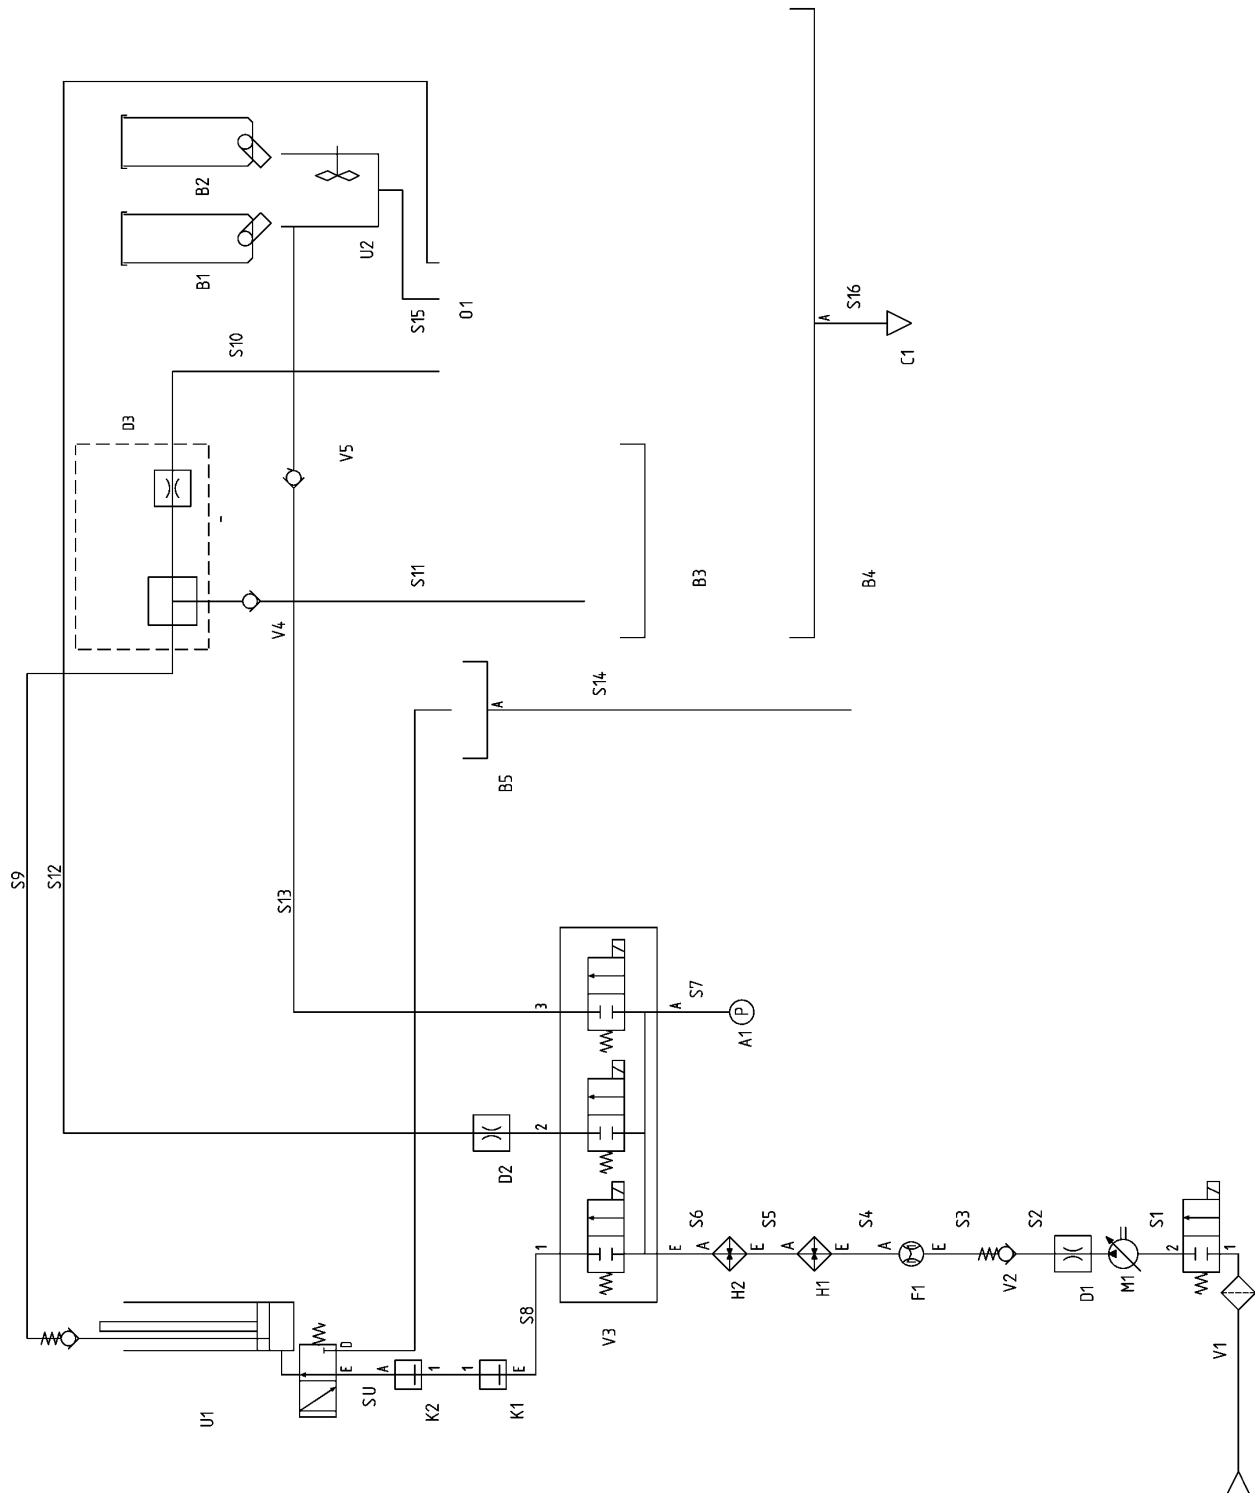 B2
B1
U2
S15
O1
S10
D3
V5
S16
A
C1
S11
V4
B3
B4
S14
A
B5
S9
S12
S13
3
A
S7
P
A1
2
D2
1
E
S6
A
H2
E
S5
A
H1
E
S4
A
F1
E
S3
V2
S2
D1
M1
S1
2
1
V1
V3
S8
D
E
SU
A
K2
1
1
K1
E
U1